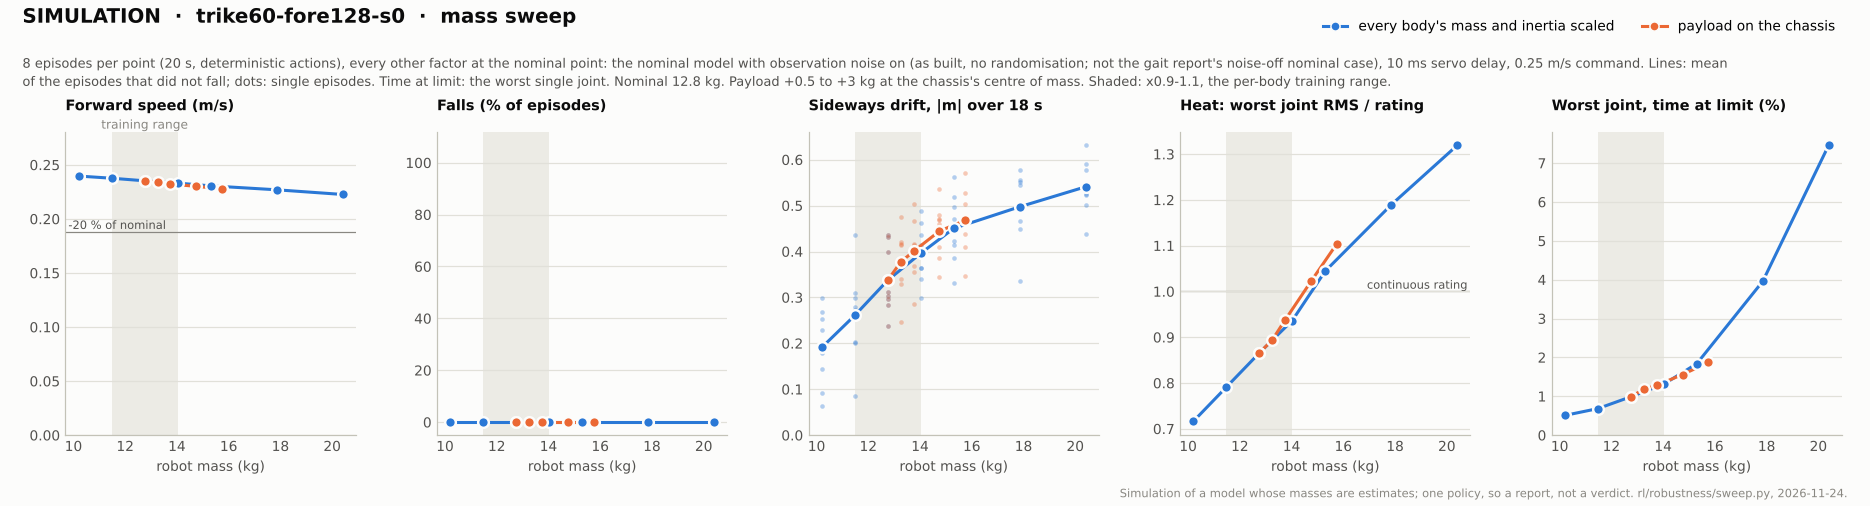 SIMULATION · trike60-fore128-s0 · mass sweep
every body's mass and inertia scaled
payload on the chassis
8 episodes per point (20 s, deterministic actions), every other factor at the nominal point: the nominal model with observation noise on (as built, no randomisation; not the gait report's noise-off nominal case), 10 ms servo delay, 0.25 m/s command. Lines: mean
of the episodes that did not fall; dots: single episodes. Time at limit: the worst single joint. Nominal 12.8 kg. Payload +0.5 to +3 kg at the chassis's centre of mass. Shaded: x0.9-1.1, the per-body training range.
Forward speed (m/s)
training range
0.25
0.20
0.15
0.10
0.05
0.00
-20 % of nominal
10 12 14 16 18 20
robot mass (kg)
Falls (% of episodes)
100
80
60
40
20
0
10 12 14 16 18 20
robot mass (kg)
Sideways drift, |m| over 18 s
0.6
0.5
0.4
0.3
0.2
0.1
0.0
10 12 14 16 18 20
robot mass (kg)
Heat: worst joint RMS / rating
1.3
1.2
1.1
1.0
0.9
0.8
0.7
continuous rating
10 12 14 16 18 20
robot mass (kg)
Worst joint, time at limit (%)
7
6
5
4
3
2
1
0
10 12 14 16 18 20
robot mass (kg)
Simulation of a model whose masses are estimates; one policy, so a report, not a verdict. rl/robustness/sweep.py, 2026-11-24.